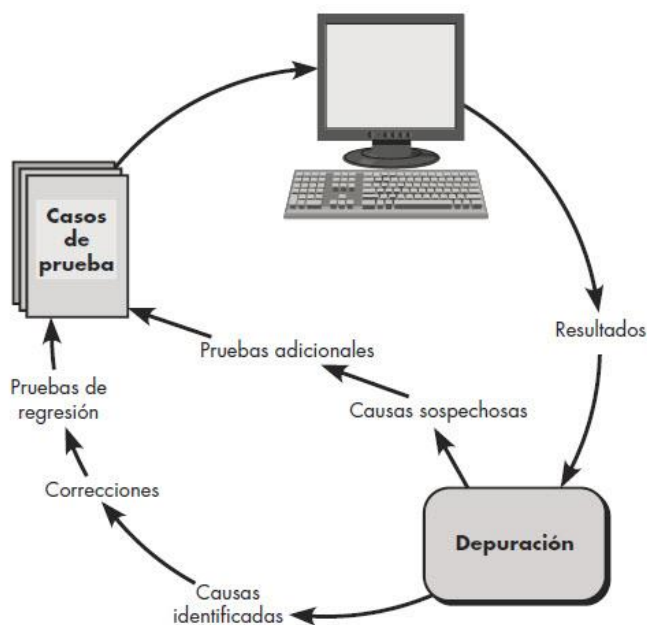 Casos
de
prueba
Resultados
Pruebas adicionales
Pruebas de
regresión
Causas sospechosas
Correcciones
Depuración
Causas
identificadas